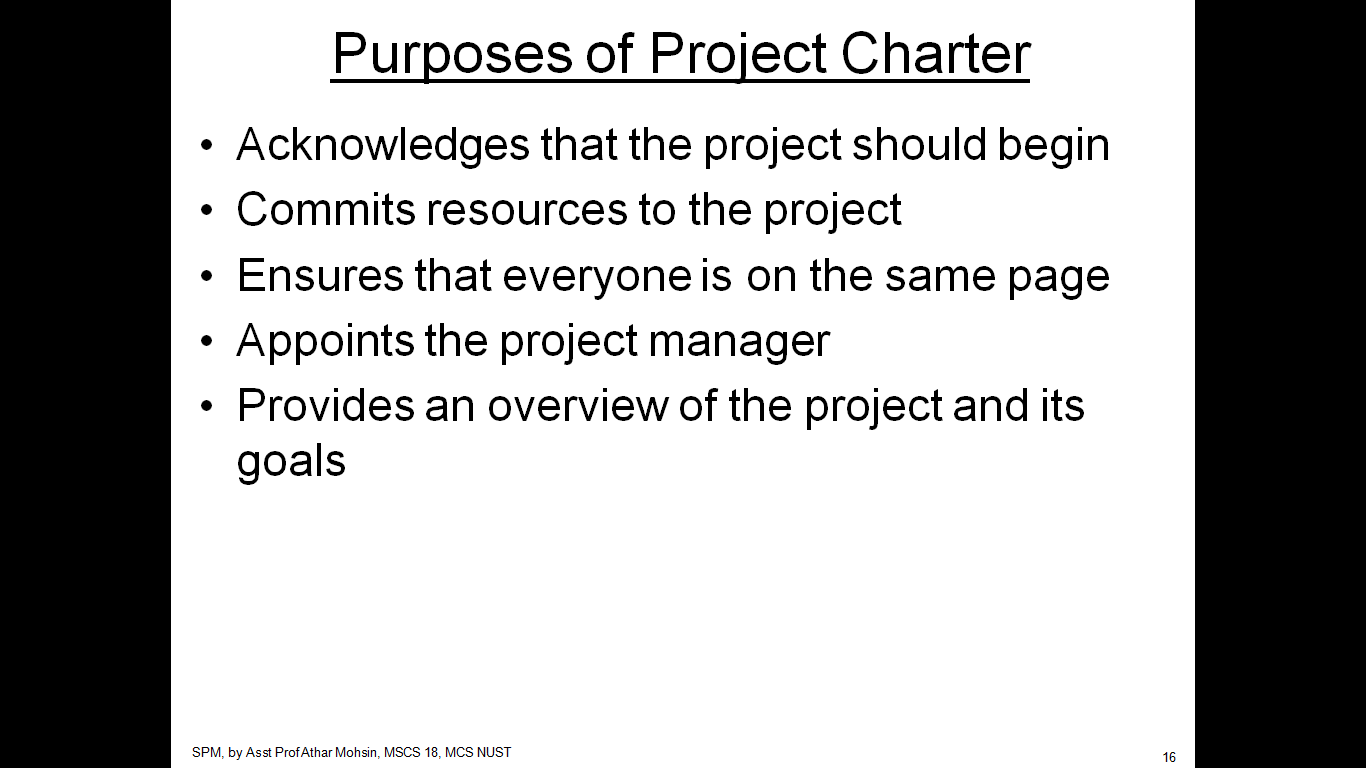 Purposes of Project Charter
• Acknowledges that the project should begin
• Commits resources to the project
• Ensures that everyone is on the same page
• Appoints the project manager
• Provides an overview of the project and its
goals
SPM, by Asst Prof Athar Mohsin, MSCS 18, MCS NUST
16